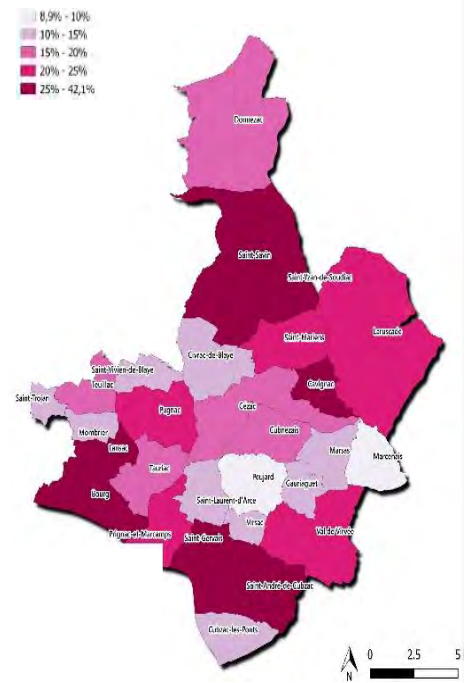 8,9% - 10%
10% - 15%
15% - 20%
20% - 25%
25% - 42,1%
Donnezac
Saint-Savin
Saint-Yzan-de-Soudiac
Laruscade
Saint-Mariens
Civrac-de-Blaye
Saint-Vivien-de-Blaye
Teuillac
Cavignac
Saint-Trojan
Pugnac
Cézac
Mombrier
Cubnezais
Lansac
Marsas
Marcenais
Tauriac
Peujard
Gauriaguet
Bourg
Saint-Laurent-d'Arce
Virsac
Prignac-et-Marcamps
Saint-Gervais
Val de Virvée
Saint-André-de-Cubzac
Cubzac-les-Ponts
N
0 2.5 5